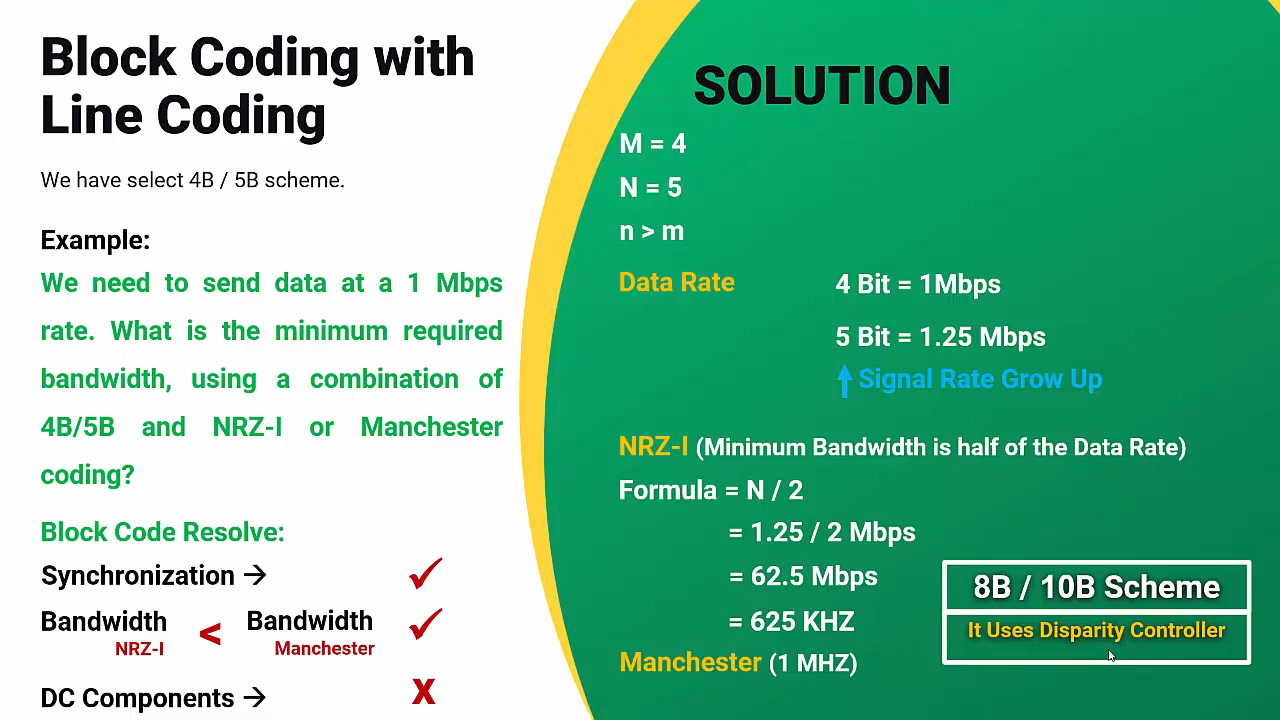 Block Coding with
Line Coding
We have select 4B / 5B scheme.
Example:
We need to send data at a 1 Mbps
rate. What is the minimum required
bandwidth, using a combination of
4B/5B and NRZ-I or Manchester
coding?
Block Code Resolve:
Synchronization → ✓
Bandwidth NRZ-I < Bandwidth Manchester ✓
DC Components → X
SOLUTION
M = 4
N = 5
n > m
Data Rate 4 Bit = 1Mbps
5 Bit = 1.25 Mbps
Signal Rate Grow Up
NRZ-I (Minimum Bandwidth is half of the Data Rate)
Formula = N / 2
= 1.25 / 2 Mbps
= 62.5 Mbps
= 625 KHZ
Manchester (1 MHZ)
8B / 10B Scheme
It Uses Disparity Controller